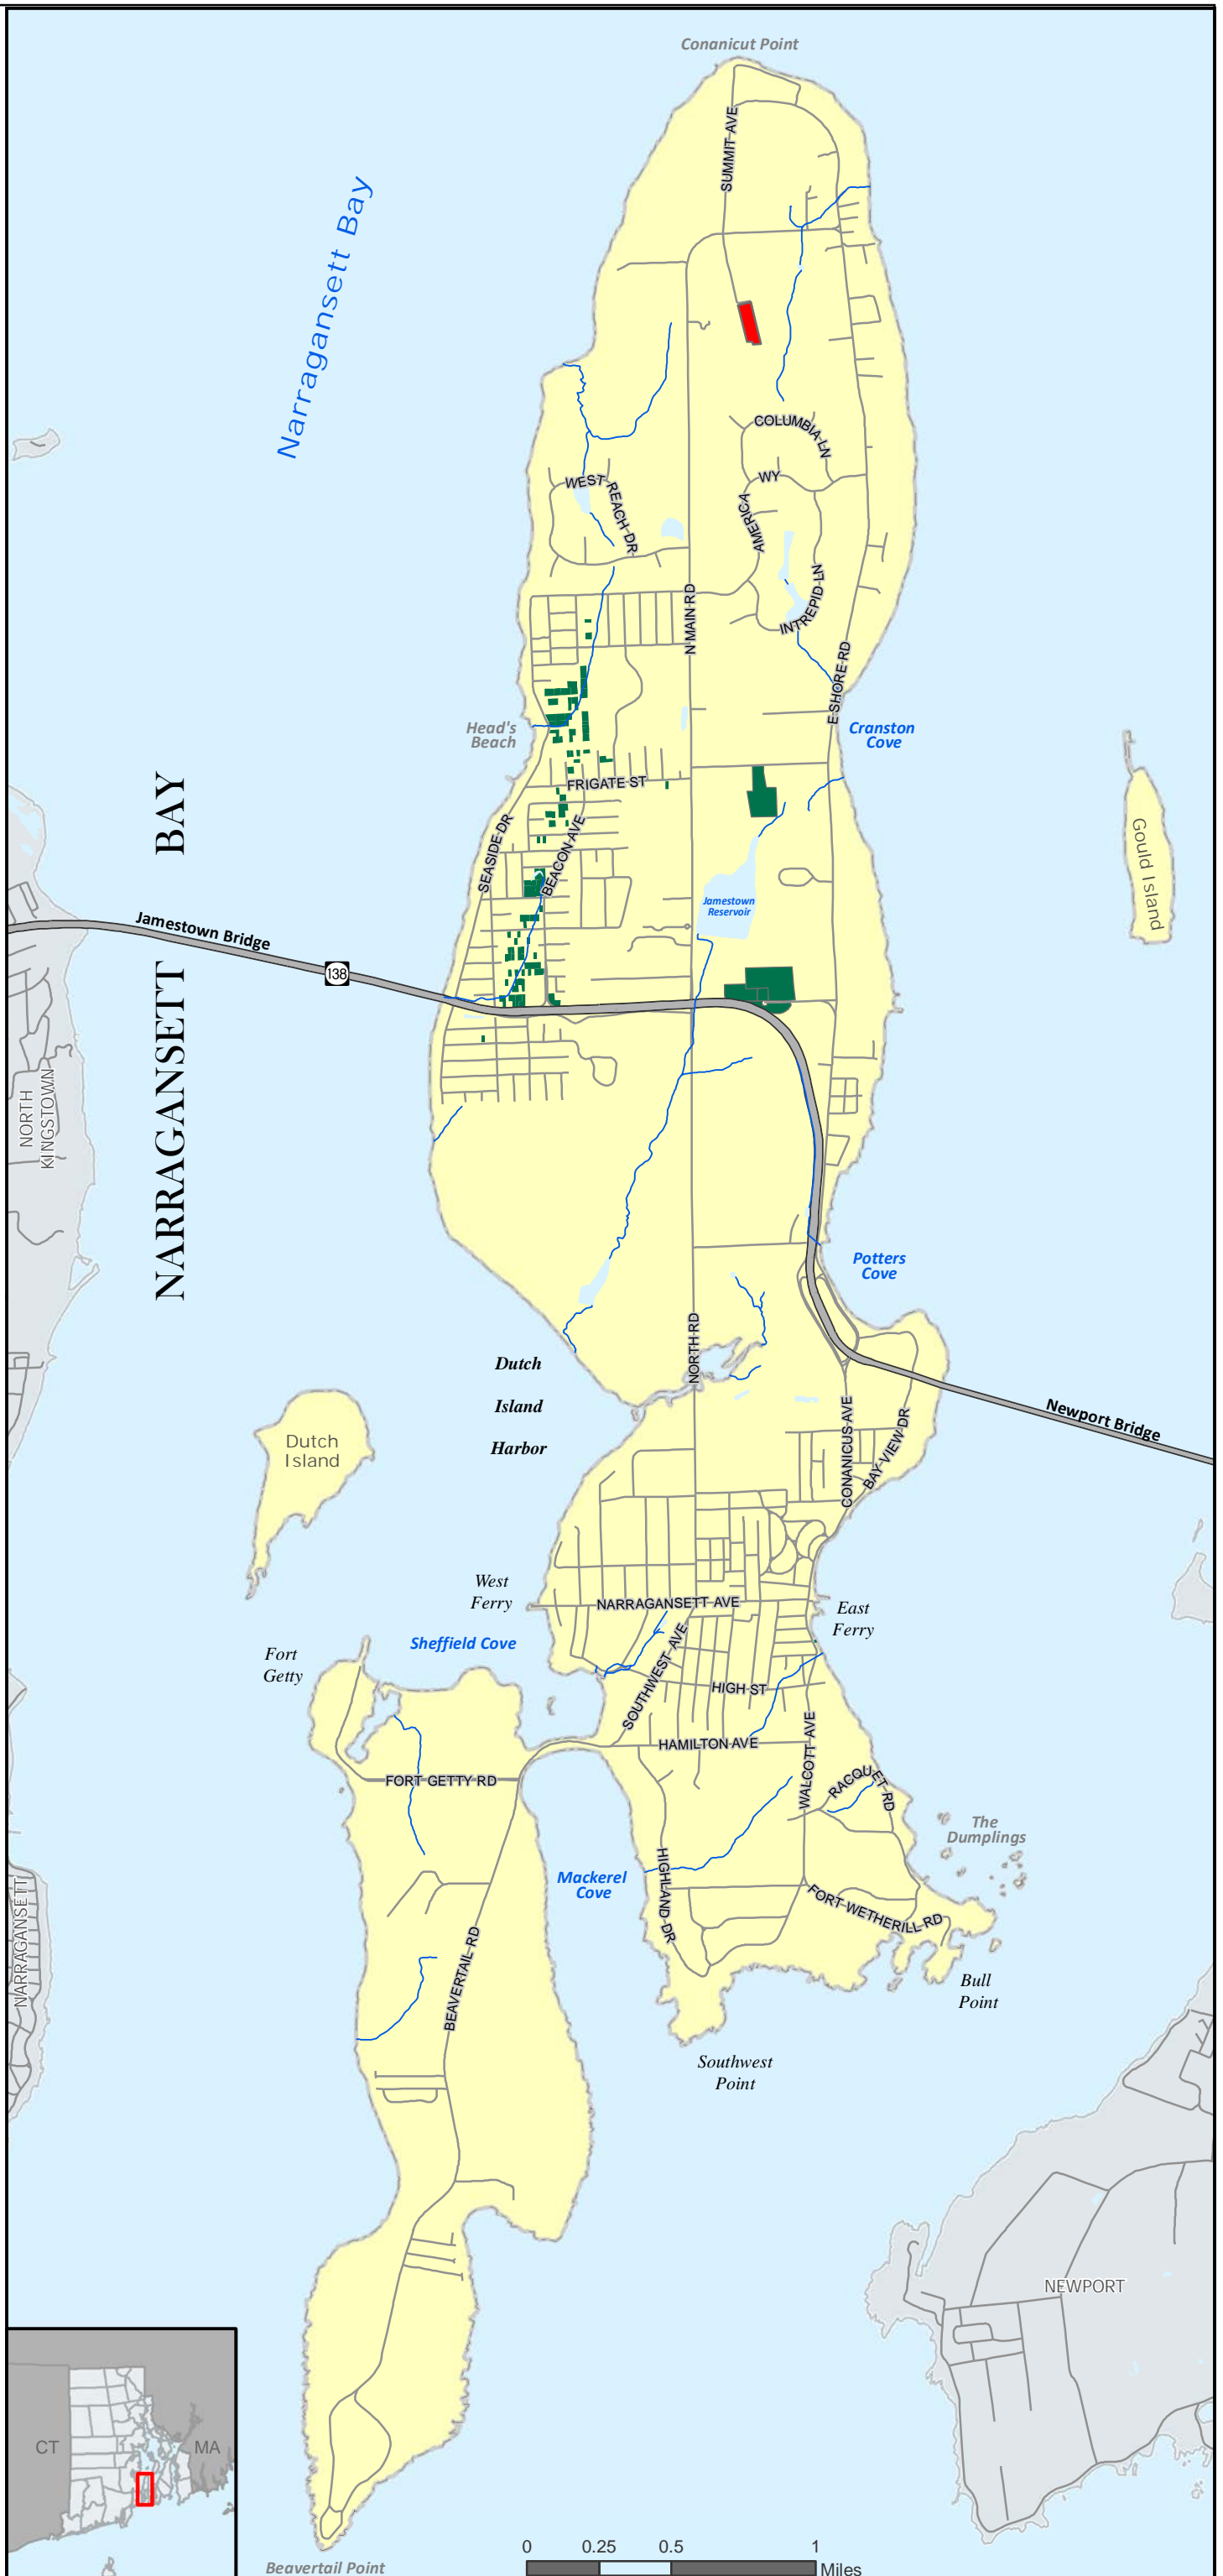 Conanicut Point
SUMMIT AVE
Narragansett Bay
COLUMBIA LN
WEST REACH DR
WY
AMERICA
INTREPID LN
N MAIN RD
E SHORE RD
Head's
Beach
Cranston
Cove
FRIGATE ST
SEASIDE DR
BEACON AVE
Gould Island
Jamestown
Reservoir
Jamestown Bridge
138
NARRAGANSETT BAY
NORTH
KINGSTOWN
Potters
Cove
NORTH RD
Dutch
Island
Harbor
Dutch
Island
Newport Bridge
CONANICUS AVE
BAY VIEW DR
West
Ferry
NARRAGANSETT AVE
East
Ferry
Sheffield Cove
Fort
Getty
SOUTHWEST AVE
HIGH ST
HAMILTON AVE
WALCOTT AVE
FORT GETTY RD
RACQUET RD
The
Dumplings
HIGHLAND DR
Mackerel
Cove
FORT WETHERILL RD
NARRAGANSETT
BEAVERTAIL RD
Bull
Point
Southwest
Point
NEWPORT
CT
MA
0 0.25 0.5 1
Miles
Beavertail Point